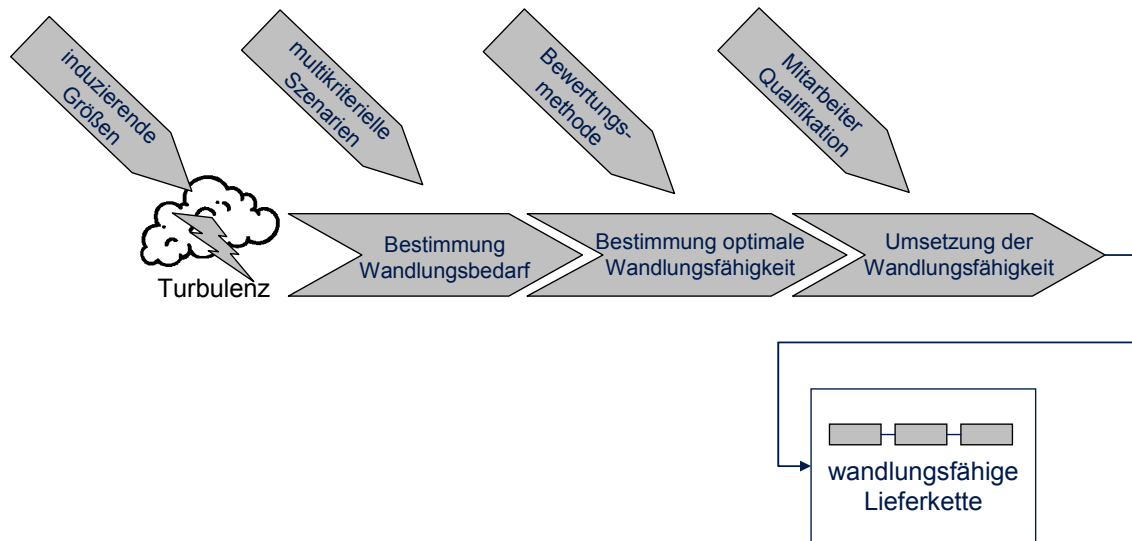 induzierende
Größen
multikriterielle
Szenarien
Bewertungs-
methode
Mitarbeiter
Qualifikation
Turbulenz
Bestimmung
Wandlungsbedarf
Bestimmung optimale
Wandlungsfähigkeit
Umsetzung der
Wandlungsfähigkeit
wandlungsfähige
Lieferkette